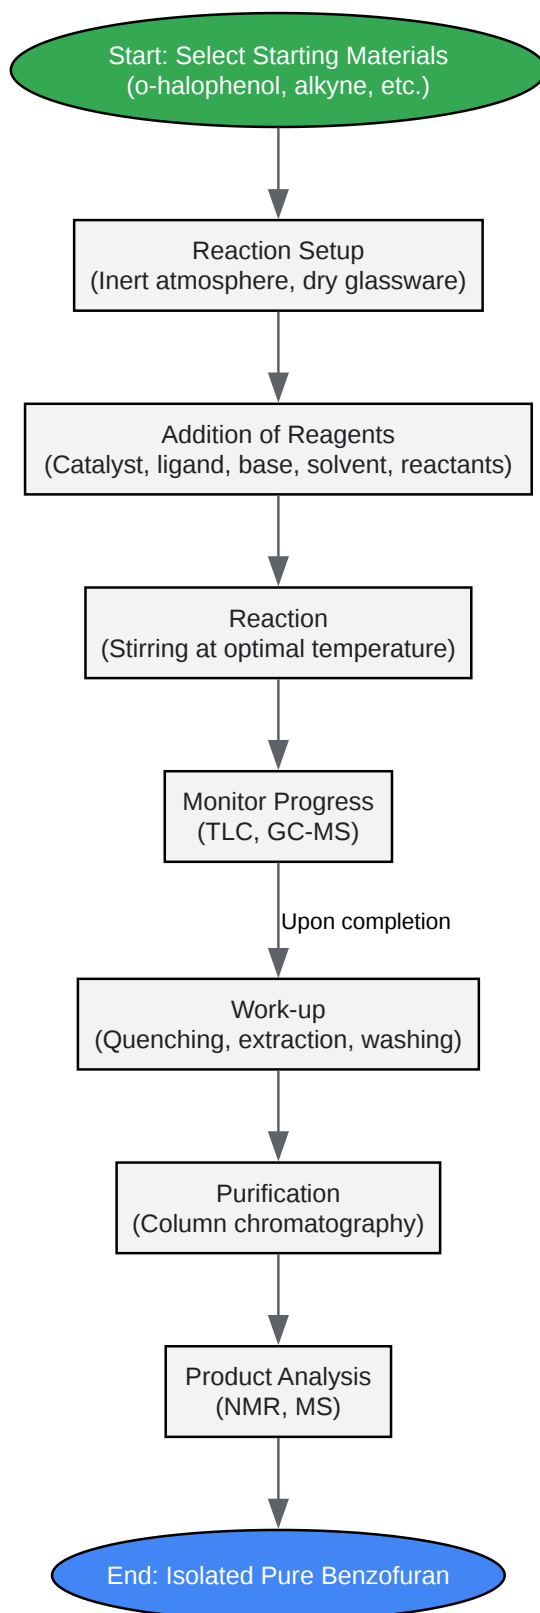 Start: Select Starting Materials
(o-halophenol, alkyne, etc.)
Reaction Setup
(Inert atmosphere, dry glassware)
Addition of Reagents
(Catalyst, ligand, base, solvent, reactants)
Reaction
(Stirring at optimal temperature)
Monitor Progress
(TLC, GC-MS)
Upon completion
Work-up
(Quenching, extraction, washing)
Purification
(Column chromatography)
Product Analysis
(NMR, MS)
End: Isolated Pure Benzofuran